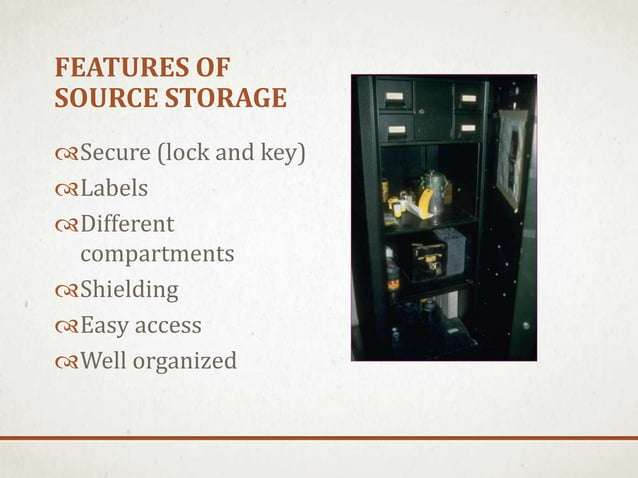 FEATURES OF
SOURCE STORAGE
Secure (lock and key)
Labels
Different
compartments
Shielding
Easy access
Well organized